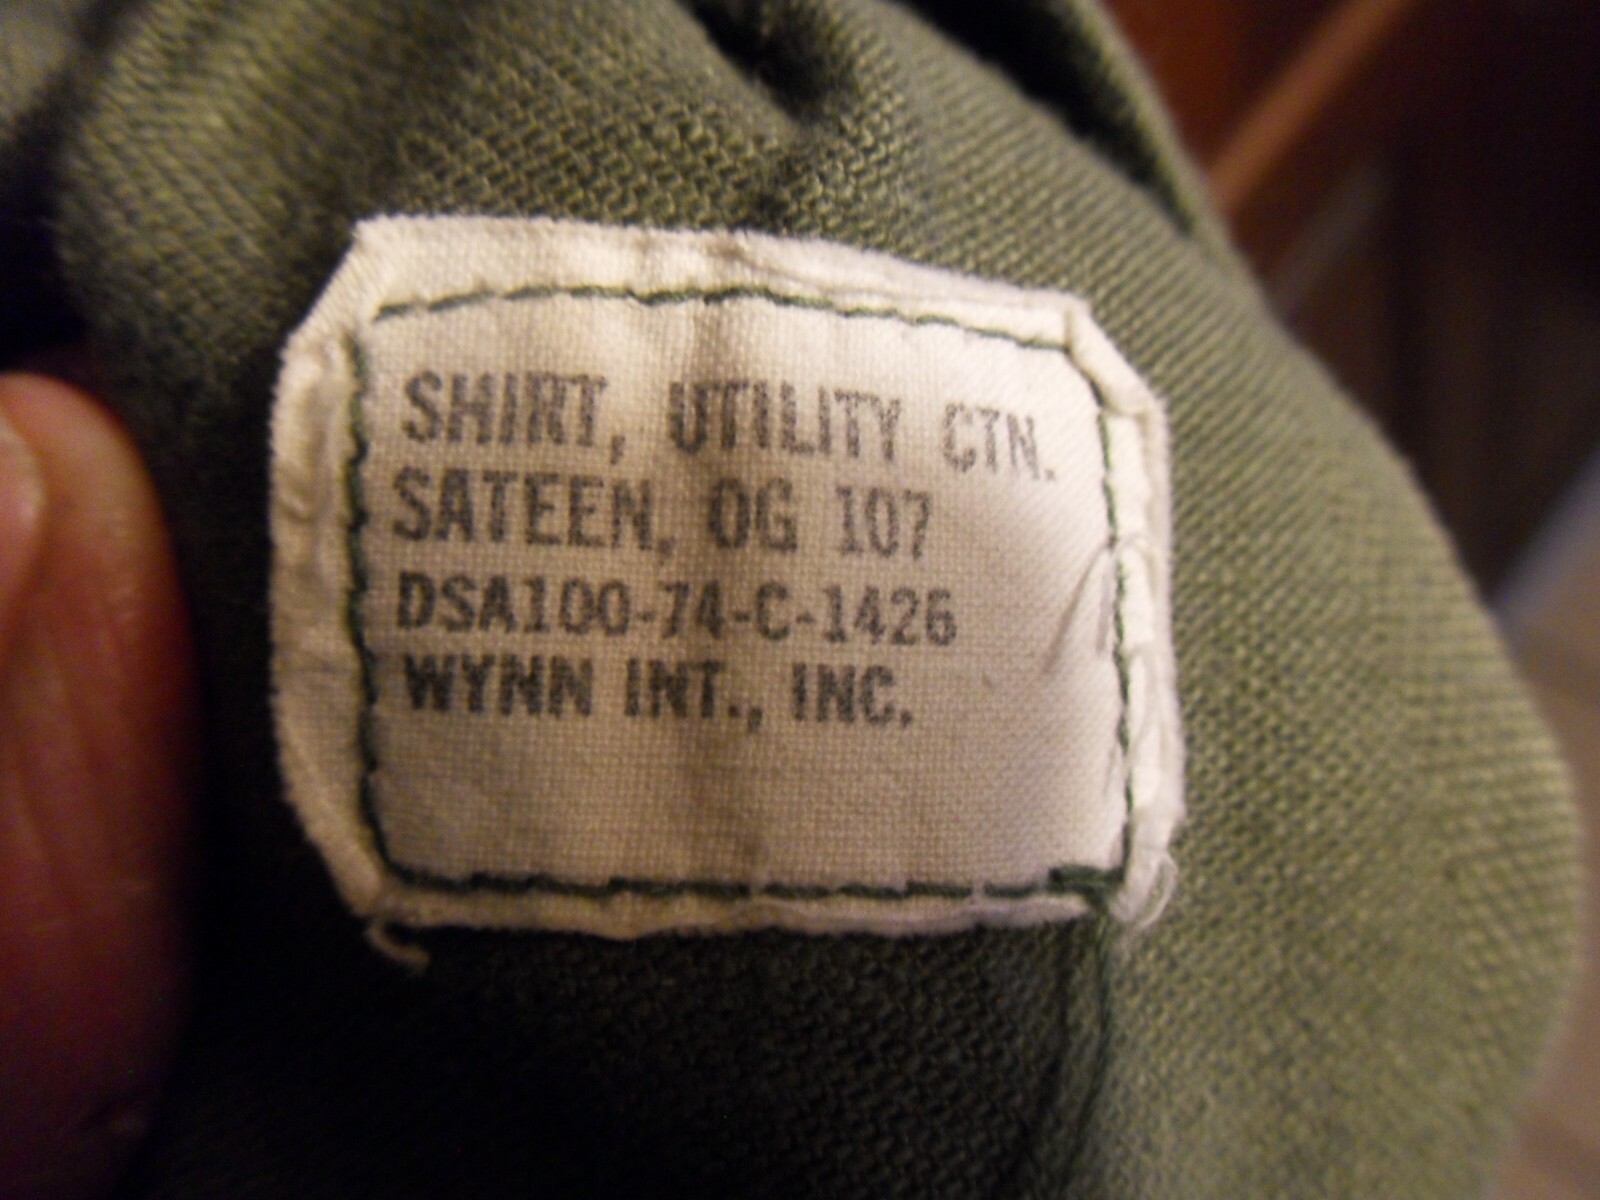 SHIRT, UTILITY CTN.
SATEEN, OG 107
DSA100-74-C-1426
WYNN INT., INC.